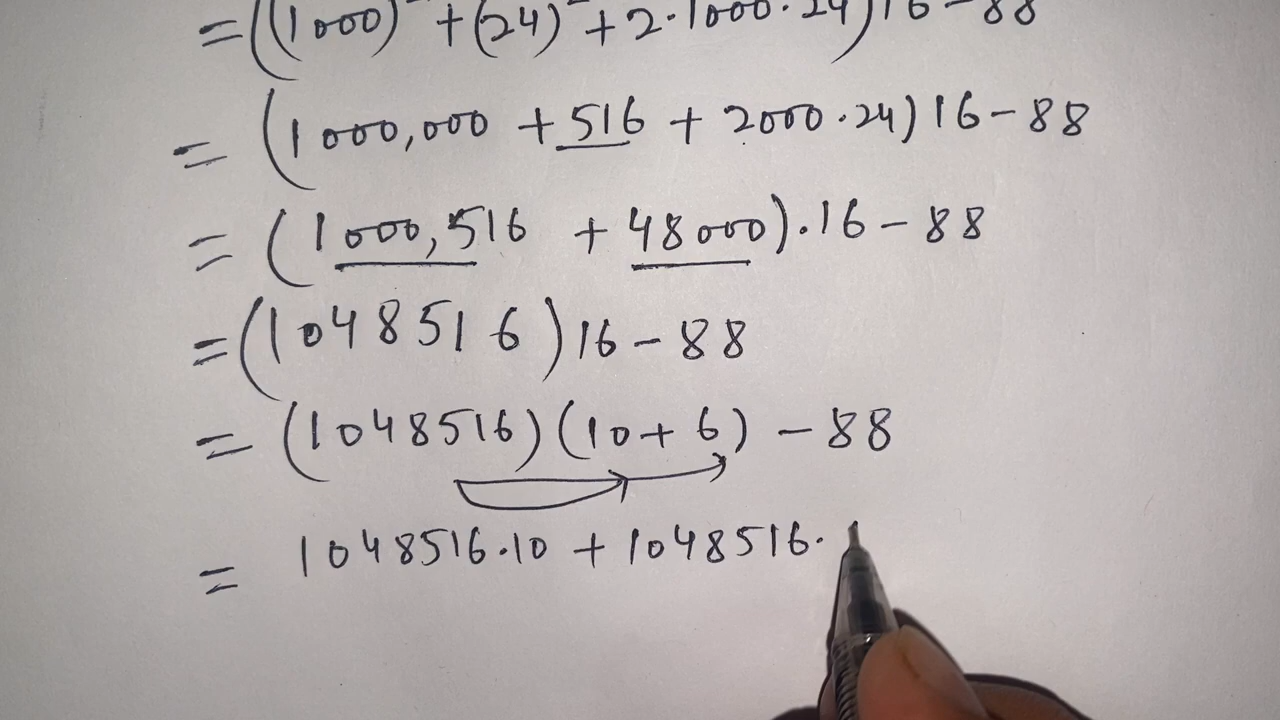 = ((1000)² + (24)² + 2·1000·24)16 - 88
= (1000,000 + 516 + 2000.24)16 - 88
= (1000,516 + 48000).16 - 88
= (1048516)16 - 88
= (1048516)(10 + 6) - 88
= 1048516.10 + 1048516.